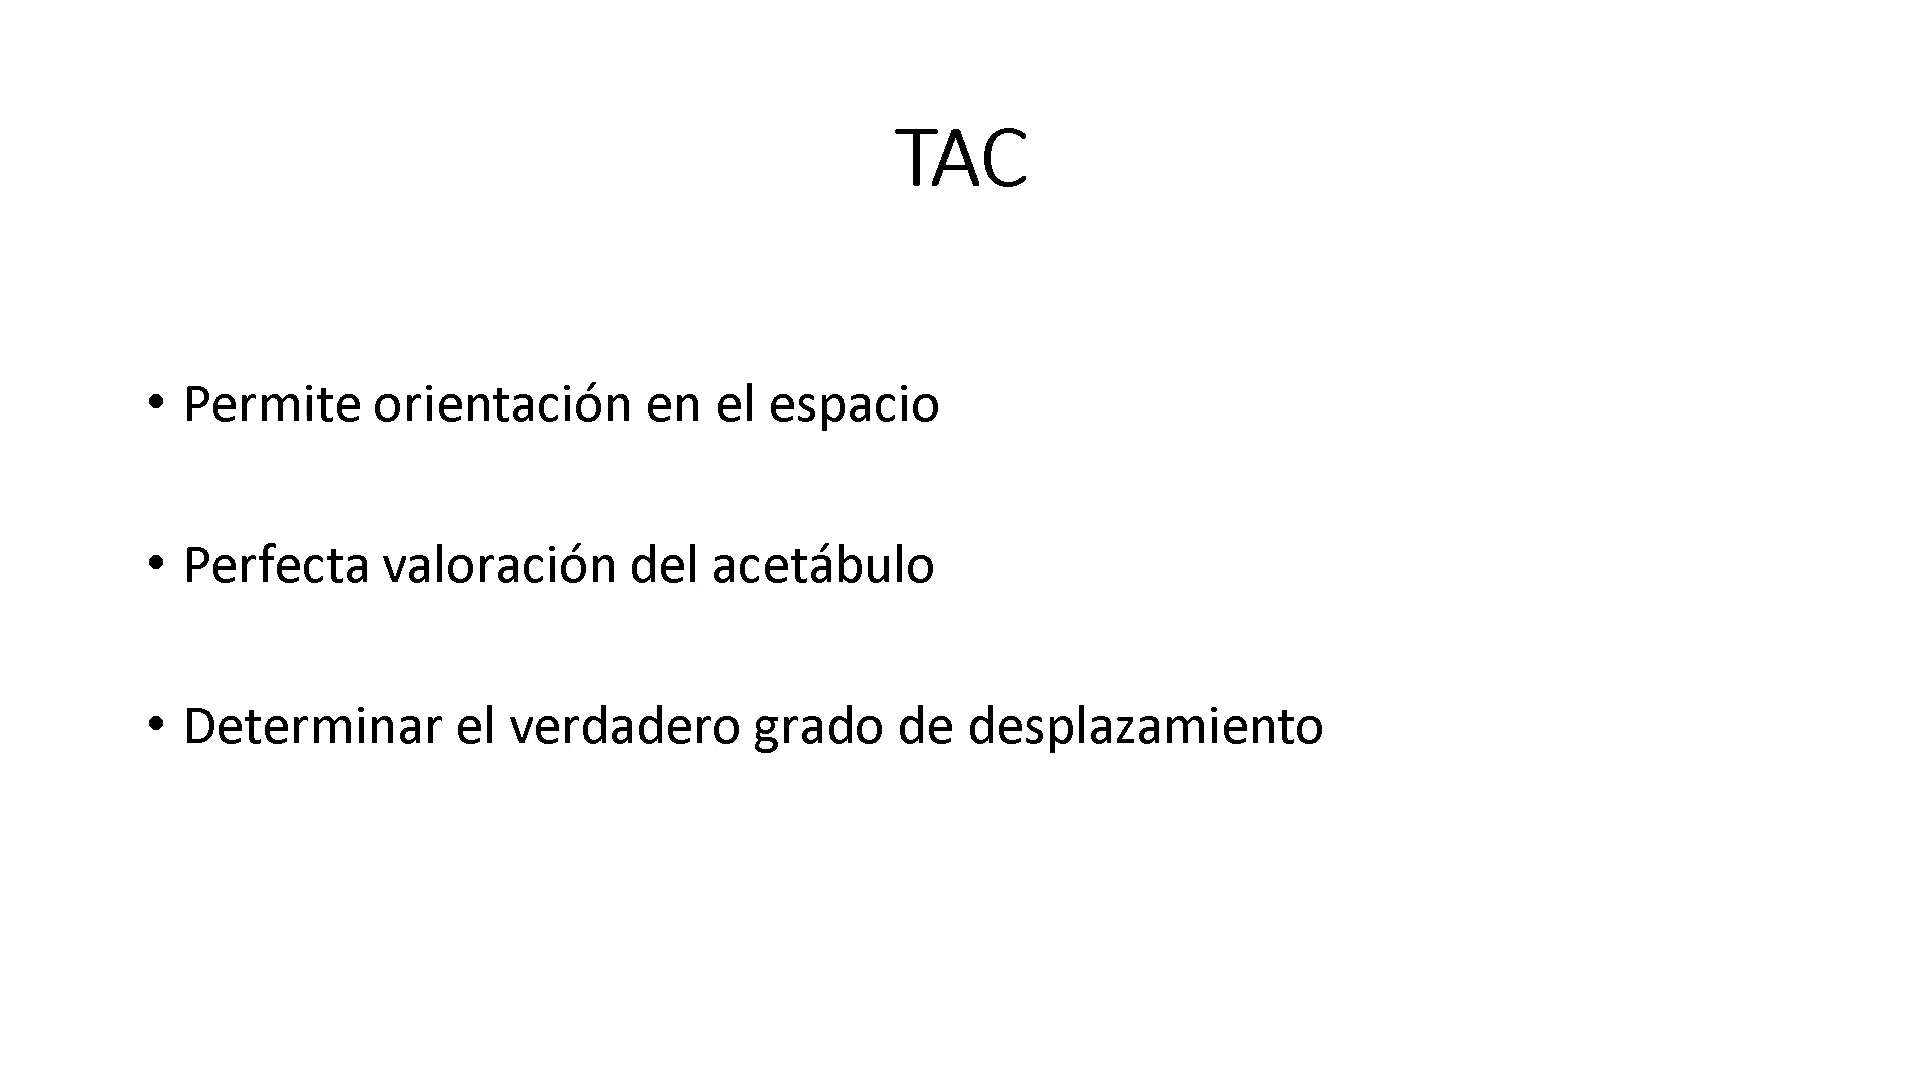 TAC
• Permite orientación en el espacio
• Perfecta valoración del acetábulo
• Determinar el verdadero grado de desplazamiento